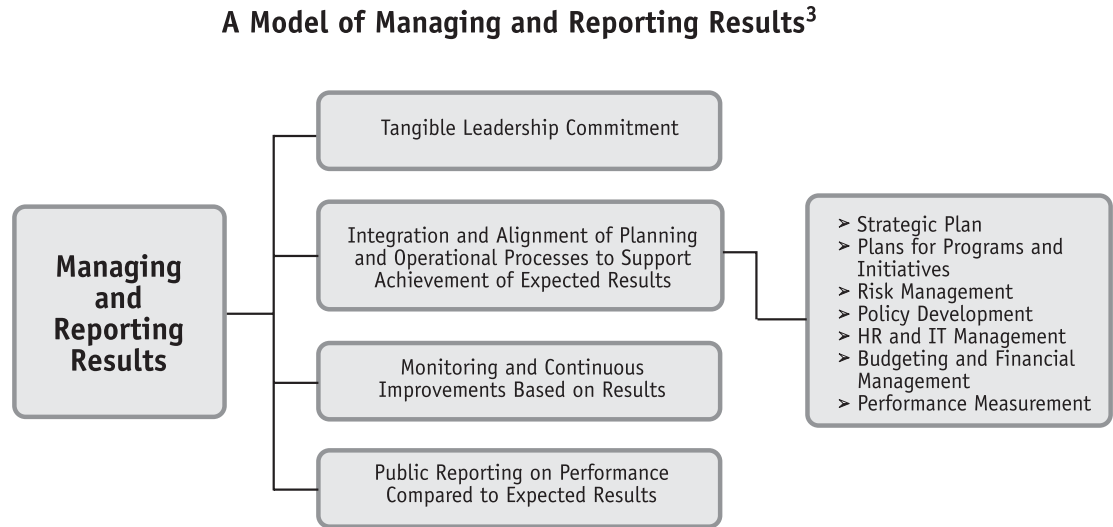 A Model of Managing and Reporting Results³
Managing
and
Reporting
Results
Tangible Leadership Commitment
Integration and Alignment of Planning
and Operational Processes to Support
Achievement of Expected Results
Monitoring and Continuous
Improvements Based on Results
Public Reporting on Performance
Compared to Expected Results
➢ Strategic Plan
➢ Plans for Programs and
Initiatives
➢ Risk Management
➢ Policy Development
➢ HR and IT Management
➢ Budgeting and Financial
Management
➢ Performance Measurement